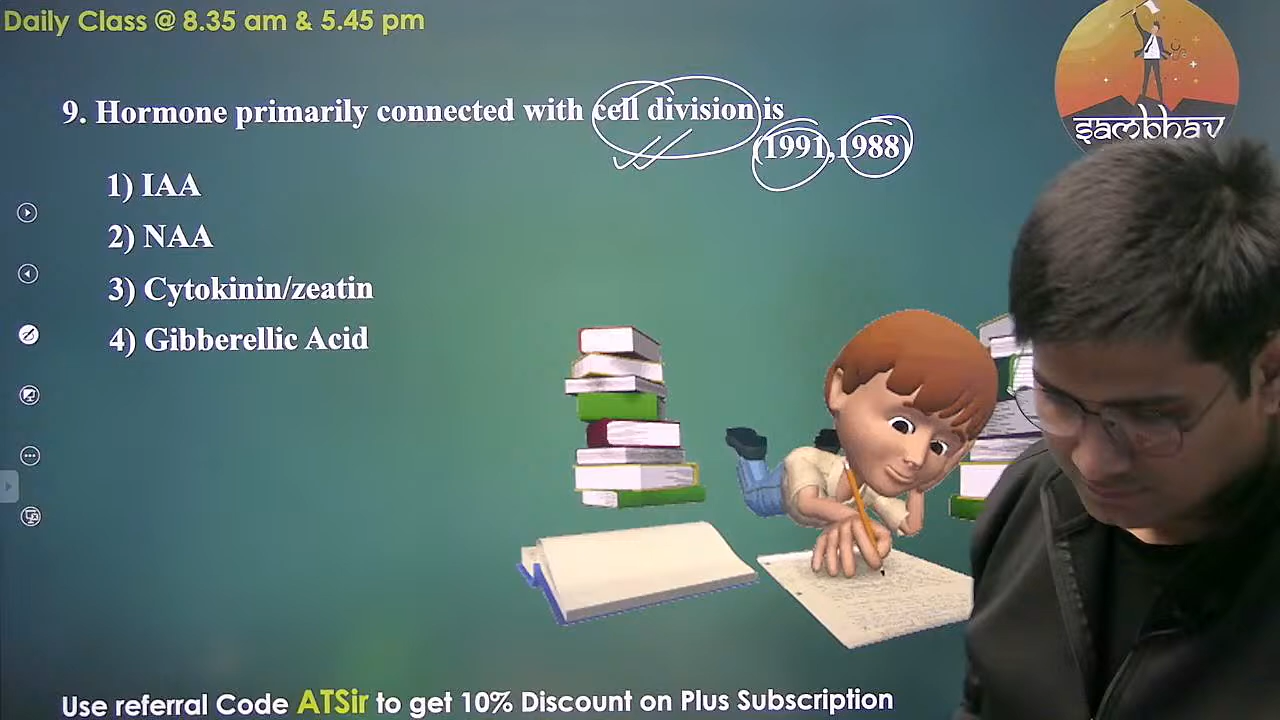 Daily Class @ 8.35 am & 5.45 pm
9. Hormone primarily connected with cell division is
(1991,1988)
1) IAA
2) NAA
3) Cytokinin/zeatin
4) Gibberellic Acid
sambhav
Use referral Code ATSir to get 10% Discount on Plus Subscription